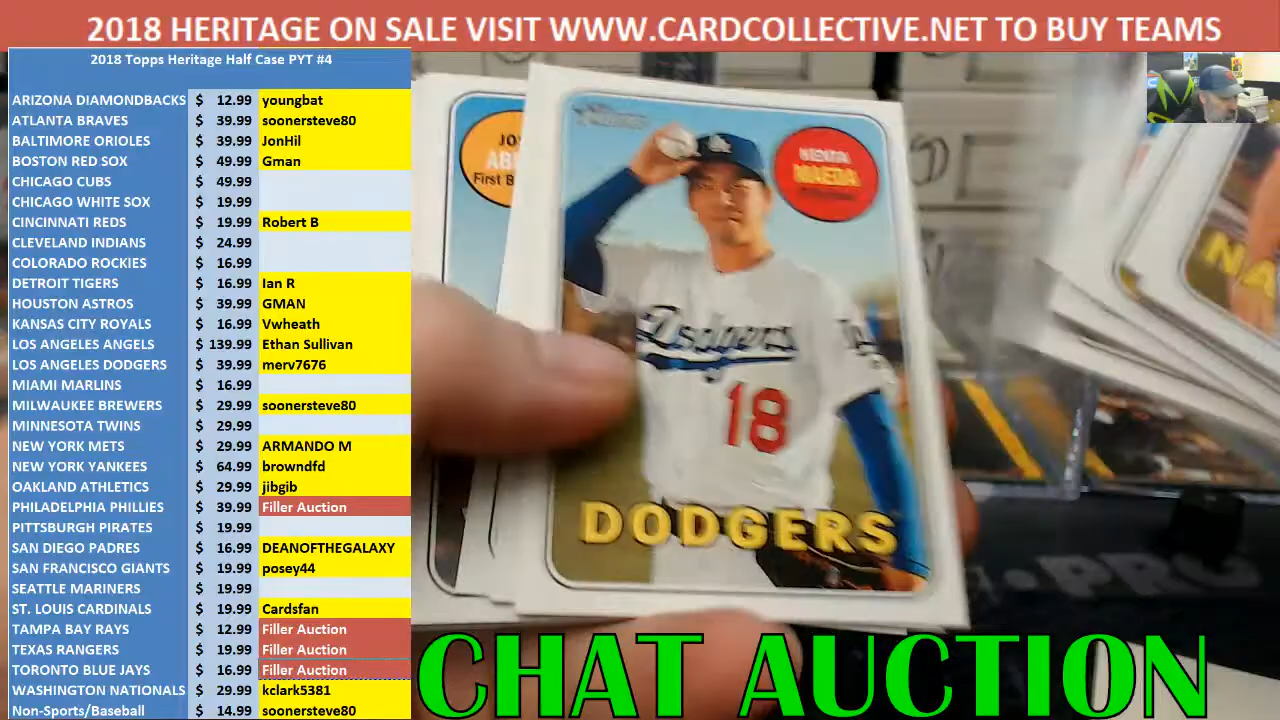 2018 HERITAGE ON SALE VISIT WWW.CARDCOLLECTIVE.NET TO BUY TEAMS
2018 Topps Heritage Half Case PYT #4
ARIZONA DIAMONDBACKS $ 12.99 youngbat
ATLANTA BRAVES $ 39.99 soonersteve80
BALTIMORE ORIOLES $ 39.99 JonHil
BOSTON RED SOX $ 49.99 Gman
CHICAGO CUBS $ 49.99
CHICAGO WHITE SOX $ 19.99
CINCINNATI REDS $ 19.99 Robert B
CLEVELAND INDIANS $ 24.99
COLORADO ROCKIES $ 16.99
DETROIT TIGERS $ 16.99 Ian R
HOUSTON ASTROS $ 39.99 GMAN
KANSAS CITY ROYALS $ 16.99 Vwheath
LOS ANGELES ANGELS $ 139.99 Ethan Sullivan
LOS ANGELES DODGERS $ 39.99 merv7676
MIAMI MARLINS $ 16.99
MILWAUKEE BREWERS $ 29.99 soonersteve80
MINNESOTA TWINS $ 29.99
NEW YORK METS $ 29.99 ARMANDO M
NEW YORK YANKEES $ 64.99 browndfd
OAKLAND ATHLETICS $ 29.99 jibgib
PHILADELPHIA PHILLIES $ 39.99 Filler Auction
PITTSBURGH PIRATES $ 19.99
SAN DIEGO PADRES $ 16.99 DEANOFTHEGALAXY
SAN FRANCISCO GIANTS $ 19.99 posey44
SEATTLE MARINERS $ 19.99
ST. LOUIS CARDINALS $ 19.99 Cardsfan
TAMPA BAY RAYS $ 12.99 Filler Auction
TEXAS RANGERS $ 19.99 Filler Auction
TORONTO BLUE JAYS $ 16.99 Filler Auction
WASHINGTON NATIONALS $ 29.99 kclark5381
Non-Sports/Baseball $ 14.99 soonersteve80
JOS
AB
First B
KENTA
MAEDA
Dodgers
18
DODGERS
NA
PRO
CHAT AUCTION